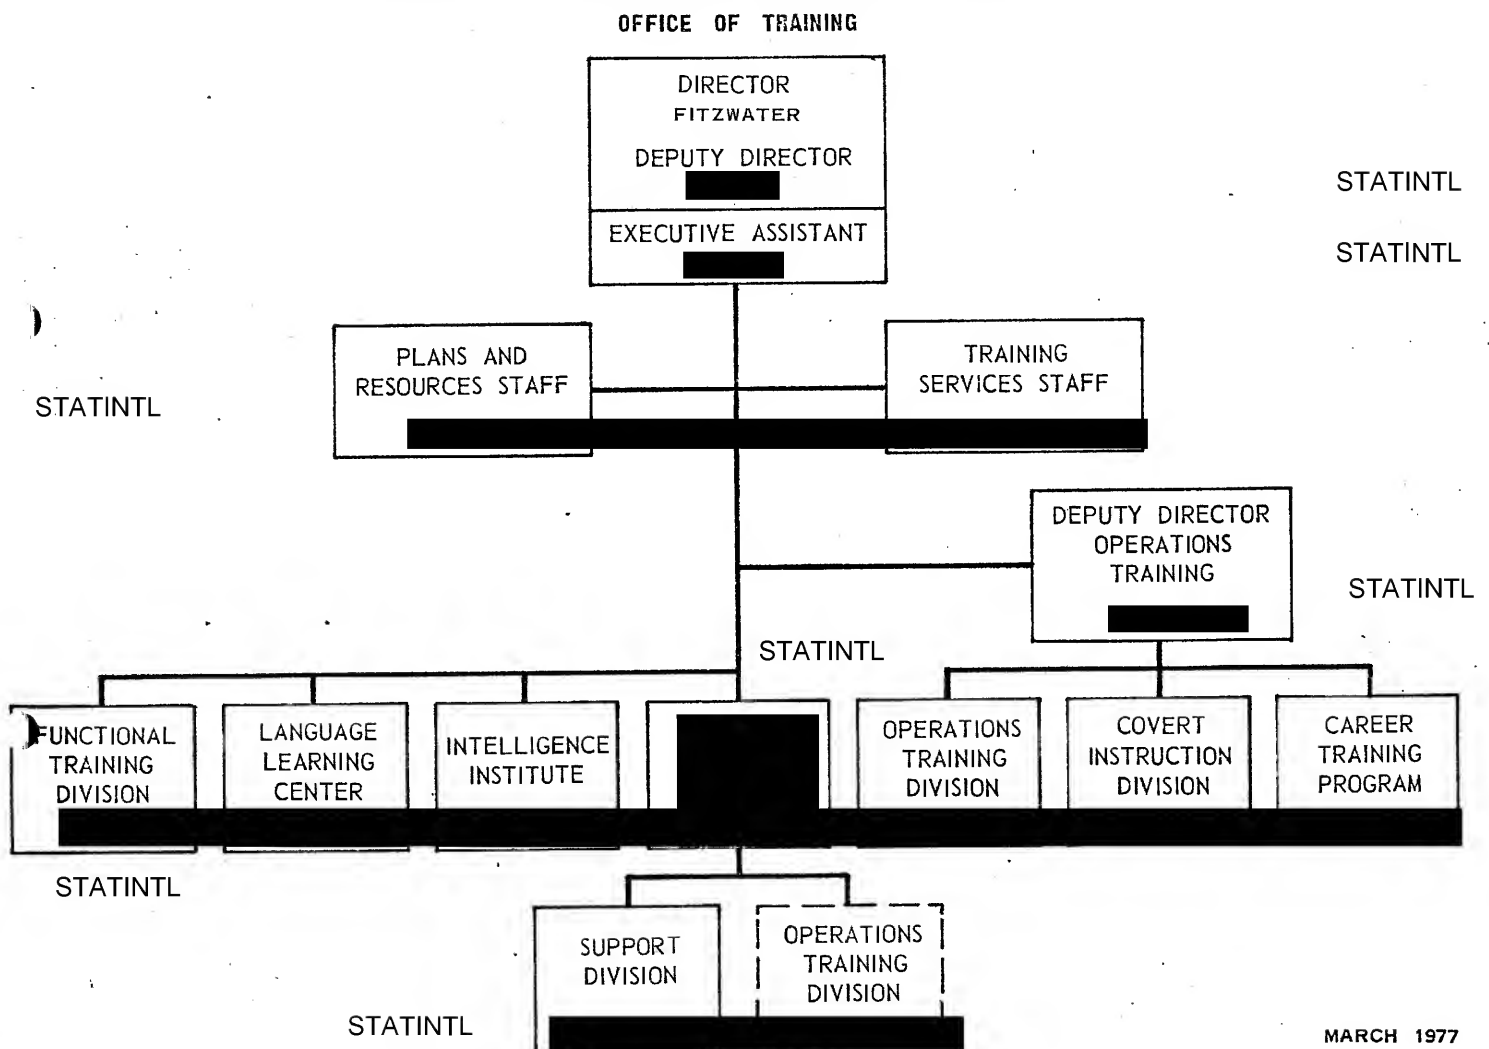 OFFICE OF TRAINING
DIRECTOR
FITZWATER
DEPUTY DIRECTOR
STATINTL
EXECUTIVE ASSISTANT
STATINTL
PLANS AND
RESOURCES STAFF
TRAINING
SERVICES STAFF
STATINTL
DEPUTY DIRECTOR
OPERATIONS
TRAINING
STATINTL
STATINTL
FUNCTIONAL
TRAINING
DIVISION
LANGUAGE
LEARNING
CENTER
INTELLIGENCE
INSTITUTE
OPERATIONS
TRAINING
DIVISION
COVERT
INSTRUCTION
DIVISION
CAREER
TRAINING
PROGRAM
STATINTL
SUPPORT
DIVISION
OPERATIONS
TRAINING
DIVISION
STATINTL
MARCH 1977